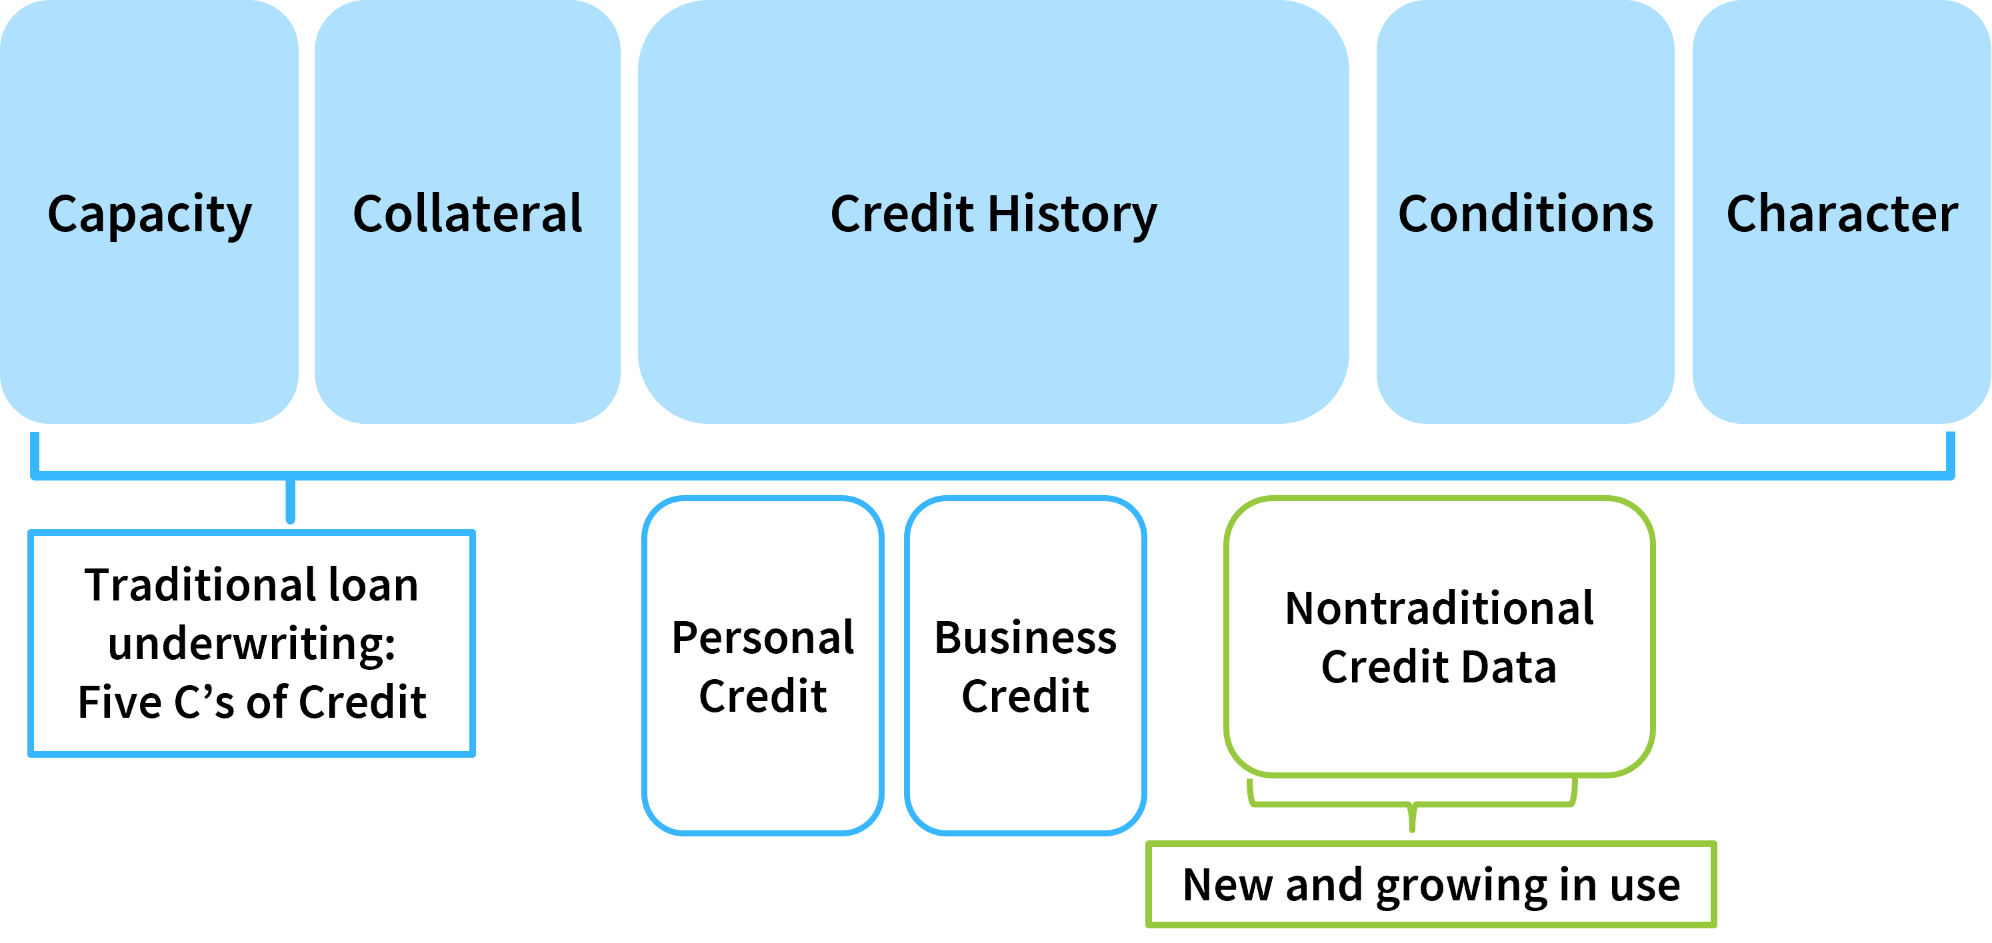 Capacity
Collateral
Credit History
Conditions
Character
Traditional loan
underwriting:
Five C’s of Credit
Personal
Credit
Business
Credit
Nontraditional
Credit Data
New and growing in use